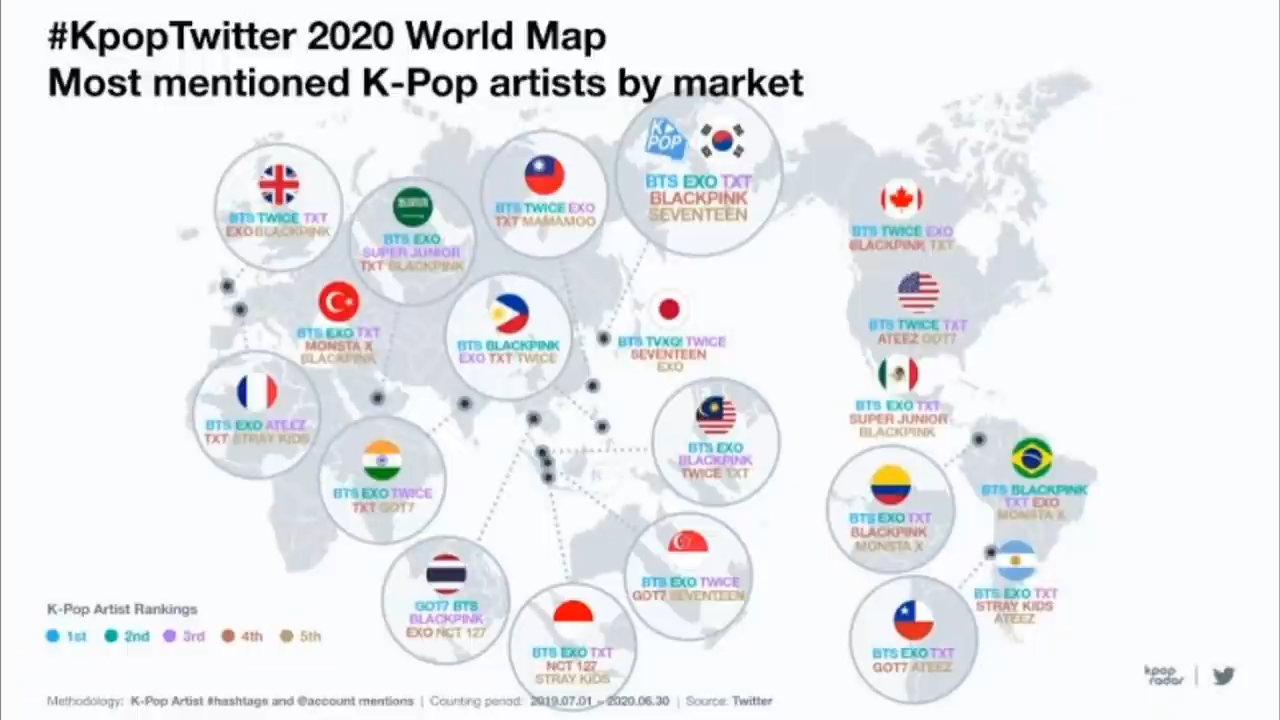 #KpopTwitter 2020 World Map
Most mentioned K-Pop artists by market
K-POP
BTS EXO TXT
BLACKPINK
SEVENTEEN
BTS TWICE TXT
EXO BLACKPINK
BTS EXO
SUPER JUNIOR
TXT BLACKPINK
BTS TWICE EXO
TXT MAMAMOO
BTS TWICE EXO
BLACKPINK TXT
BTS EXO TXT
MONSTA X
BLACKPINK
BTS BLACKPINK
EXO TXT TWICE
BTS TVXQ! TWICE
SEVENTEEN
EXO
BTS TWICE TXT
ATEEZ GOT7
BTS EXO ATEEZ
TXT STRAY KIDS
BTS EXO TWICE
TXT GOT7
BTS EXO
BLACKPINK
TWICE TXT
BTS EXO TXT
SUPER JUNIOR
BLACKPINK
BTS EXO TXT
BLACKPINK
MONSTA X
BTS BLACKPINK
TXT EXO
MONSTA X
GOT7 BTS
BLACKPINK
EXO NCT 127
BTS EXO TXT
NCT 127
STRAY KIDS
BTS EXO TWICE
GOT7 SEVENTEEN
BTS EXO TXT
GOT7 ATEEZ
BTS EXO TXT
STRAY KIDS
ATEEZ
K-Pop Artist Rankings
1st 2nd 3rd 4th 5th
Methodology: K-Pop Artist #hashtags and @account mentions | Counting period: 2019.07.01 – 2020.06.30 | Source: Twitter
kpop
radar